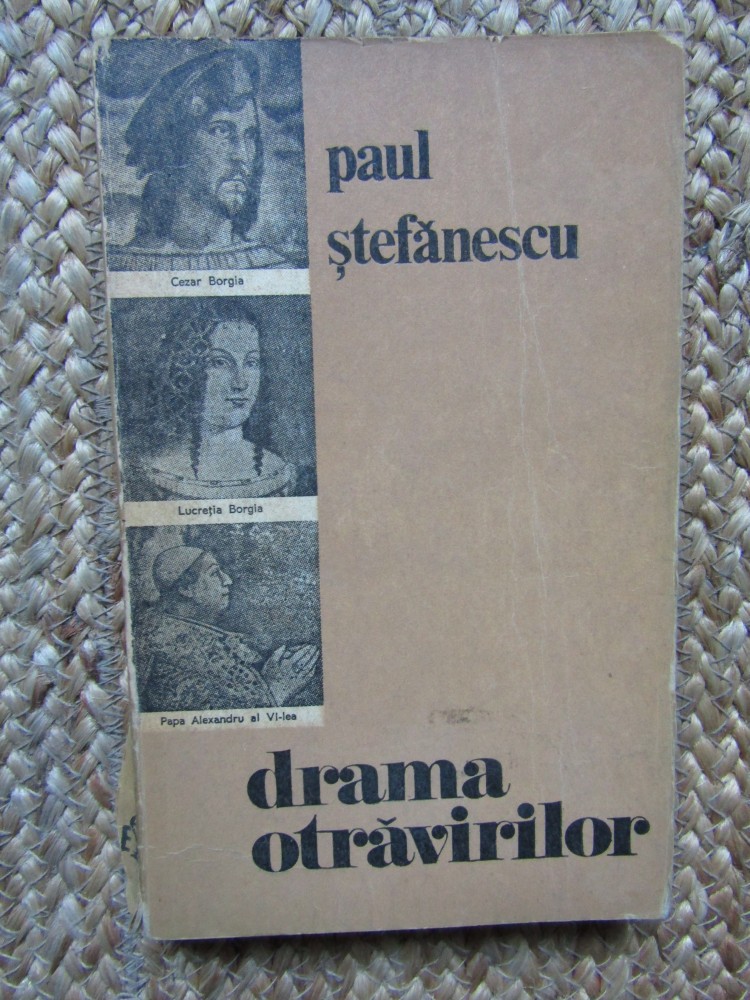 paul
ștefănescu
Cezar Borgia
Lucreția Borgia
Papa Alexandru al VI-lea
drama
otrăvirilor